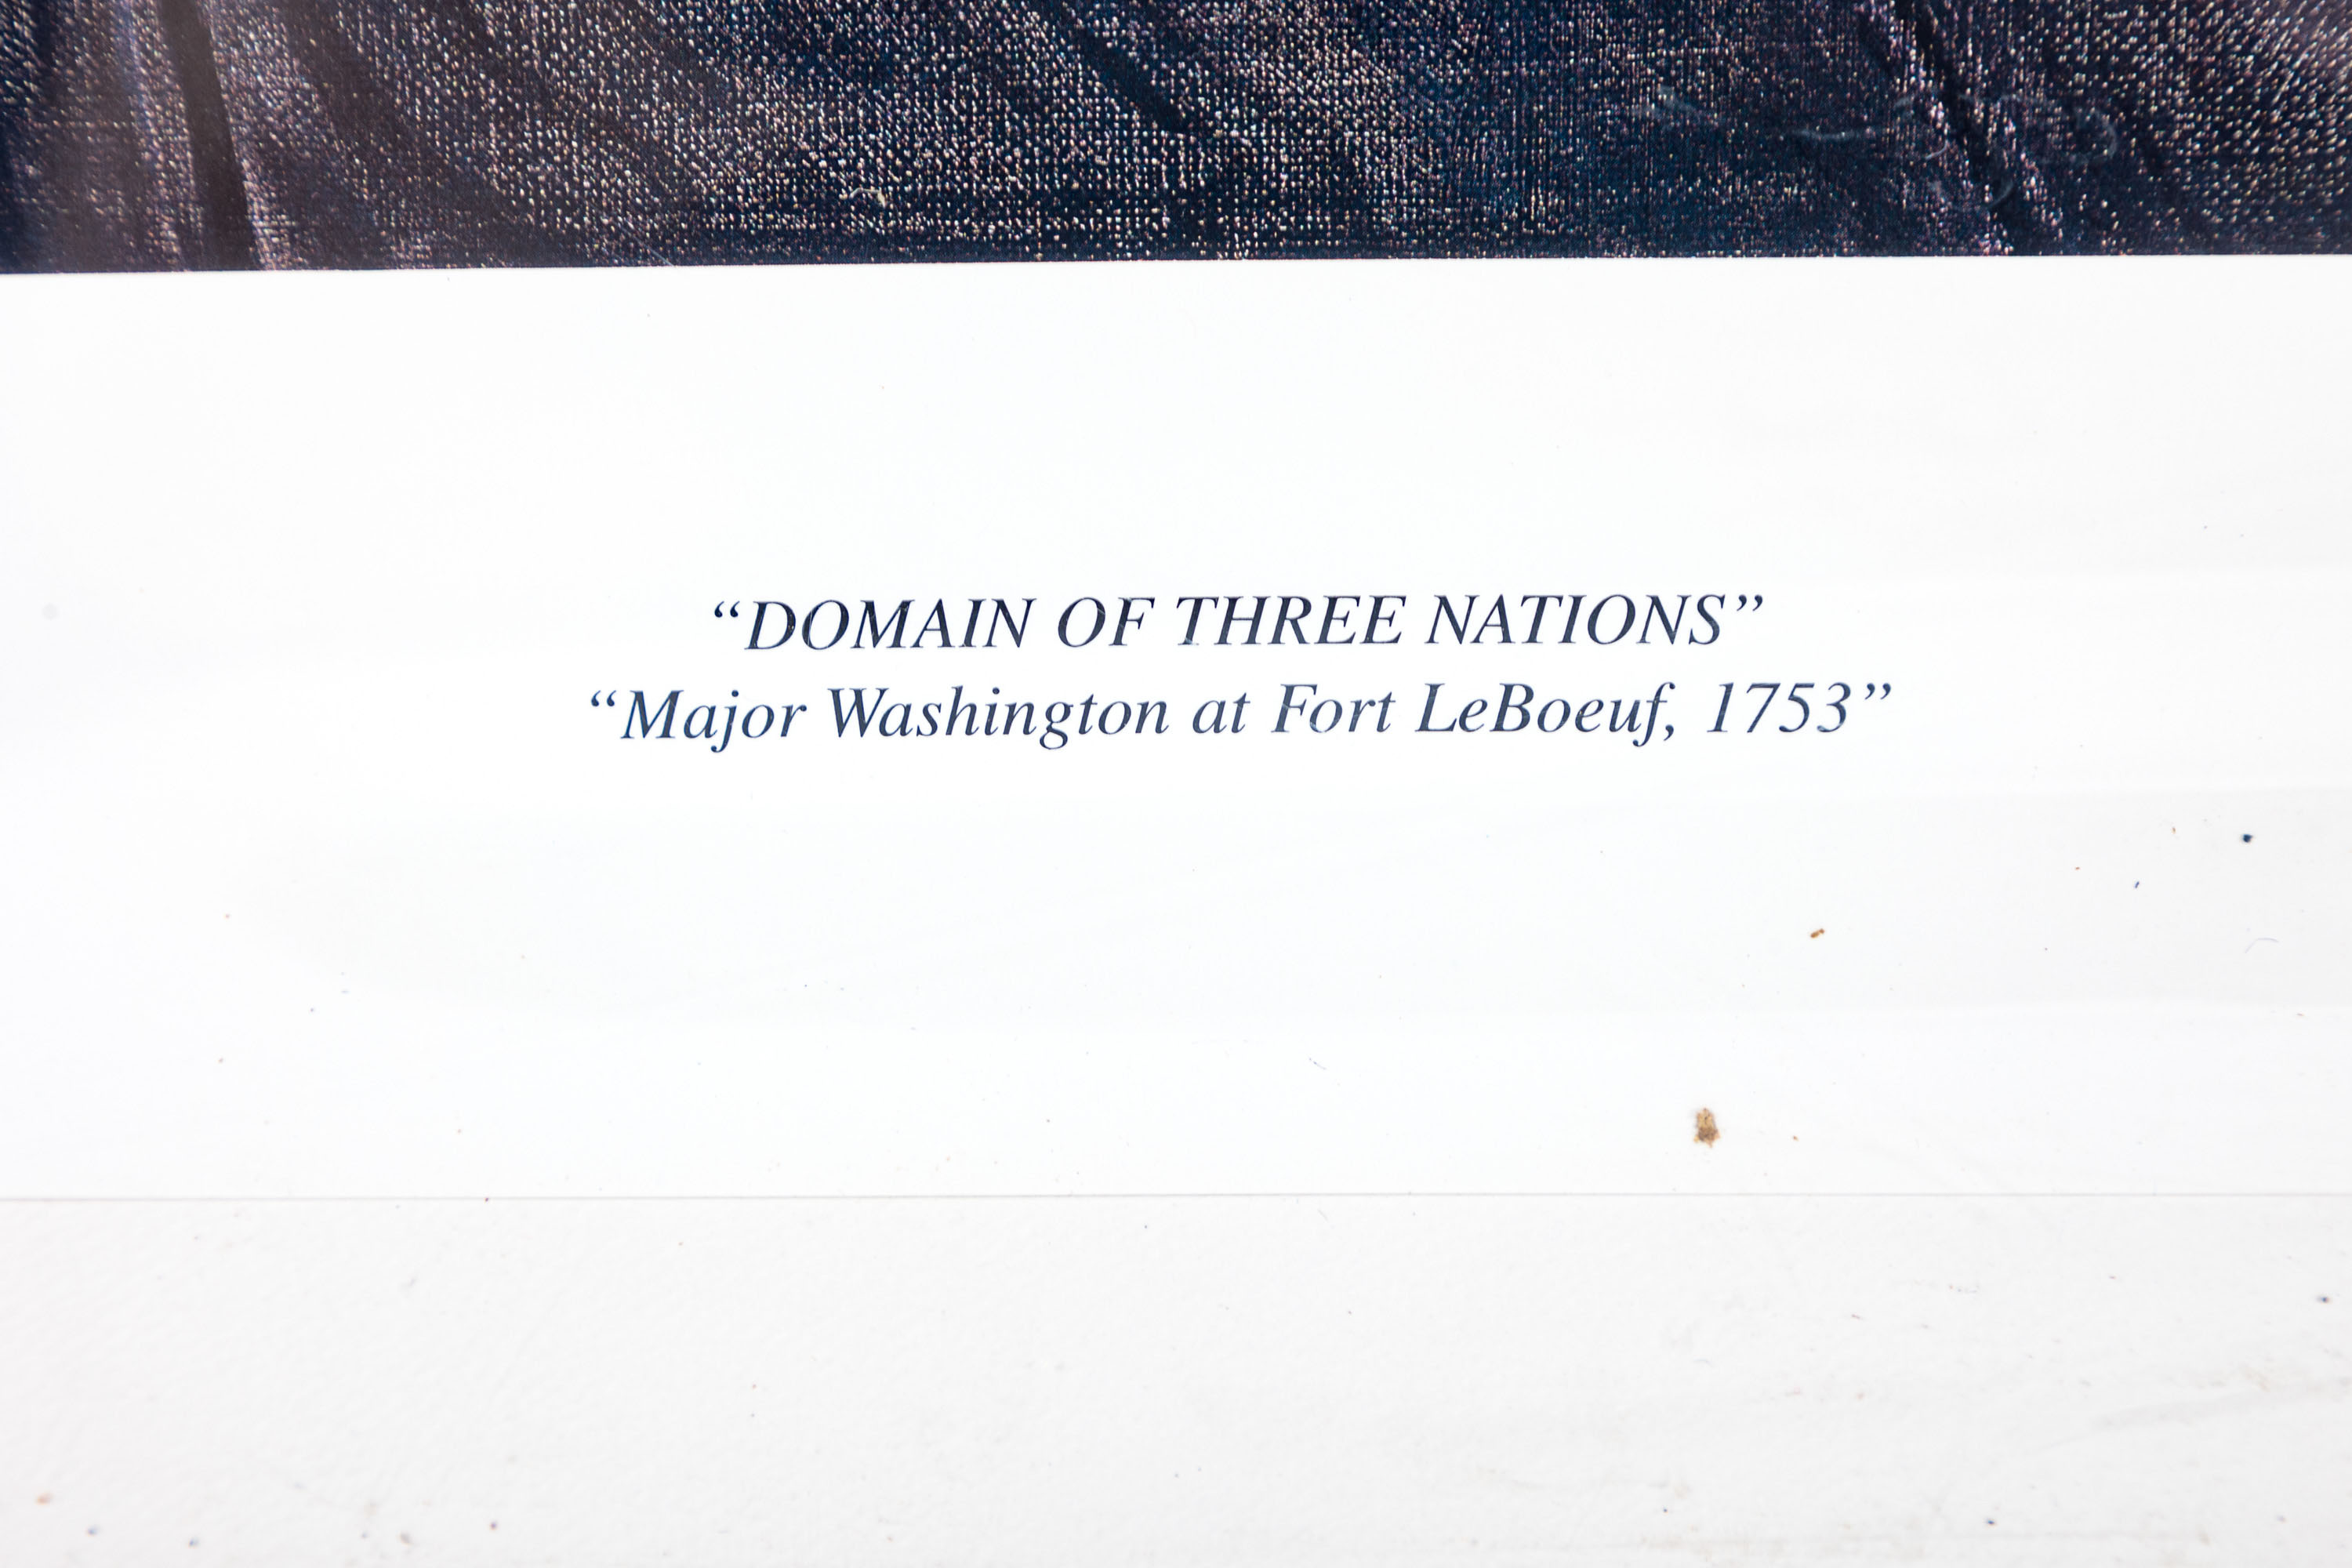 “DOMAIN OF THREE NATIONS”
“Major Washington at Fort LeBoeuf, 1753”